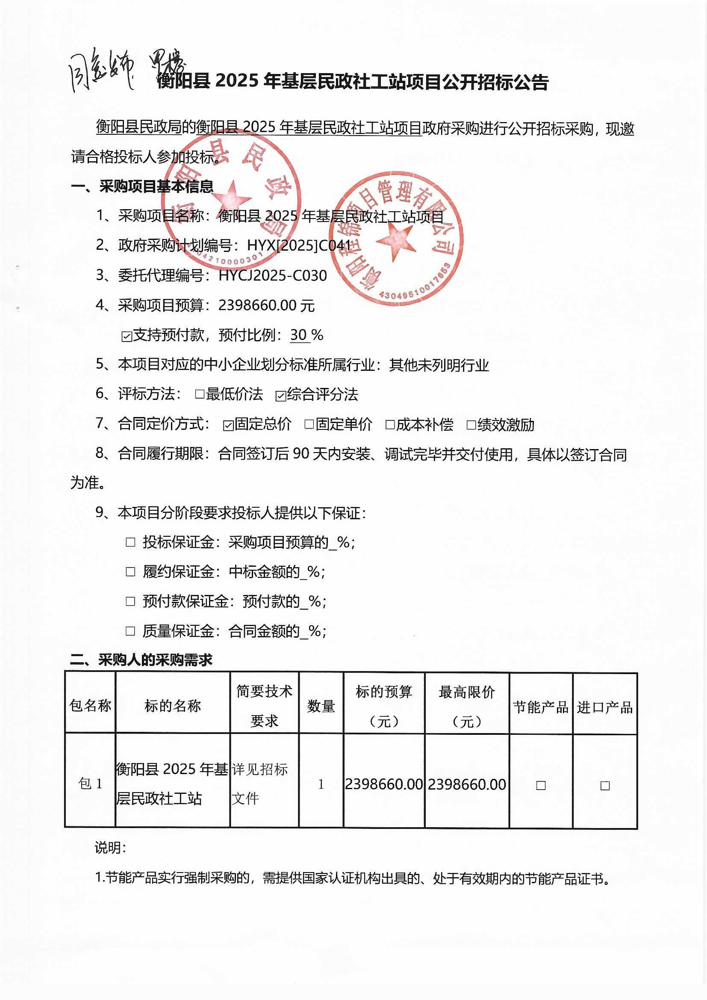 同意发布
衡阳县 2025 年基层民政社工站项目公开招标公告
衡阳县民政局的衡阳县 2025 年基层民政社工站项目政府采购进行公开招标采购，现邀
请合格投标人参加投标。
衡阳县民政局
4304210000301
衡阳程锦项目管理有限公司
43049510017653
一、采购项目基本信息
1、采购项目名称：衡阳县 2025 年基层民政社工站项目
2、政府采购计划编号：HYX[2025]C041
3、委托代理编号：HYCJ2025-C030
4、采购项目预算：2398660.00 元
☑支持预付款，预付比例：30 %
5、本项目对应的中小企业划分标准所属行业：其他未列明行业
6、评标方法： □最低价法 ☑综合评分法
7、合同定价方式： ☑固定总价 □固定单价 □成本补偿 □绩效激励
8、合同履行期限：合同签订后 90 天内安装、调试完毕并交付使用，具体以签订合同
为准。
9、本项目分阶段要求投标人提供以下保证：
□ 投标保证金：采购项目预算的_%；
□ 履约保证金：中标金额的_%；
□ 预付款保证金：预付款的_%；
□ 质量保证金：合同金额的_%；
二、采购人的采购需求
包名称 标的名称 简要技术要求 数量 标的预算（元） 最高限价（元） 节能产品 进口产品
包 1 衡阳县 2025 年基层民政社工站 详见招标文件 1 2398660.00 2398660.00 □ □
说明：
1.节能产品实行强制采购的，需提供国家认证机构出具的、处于有效期内的节能产品证书。